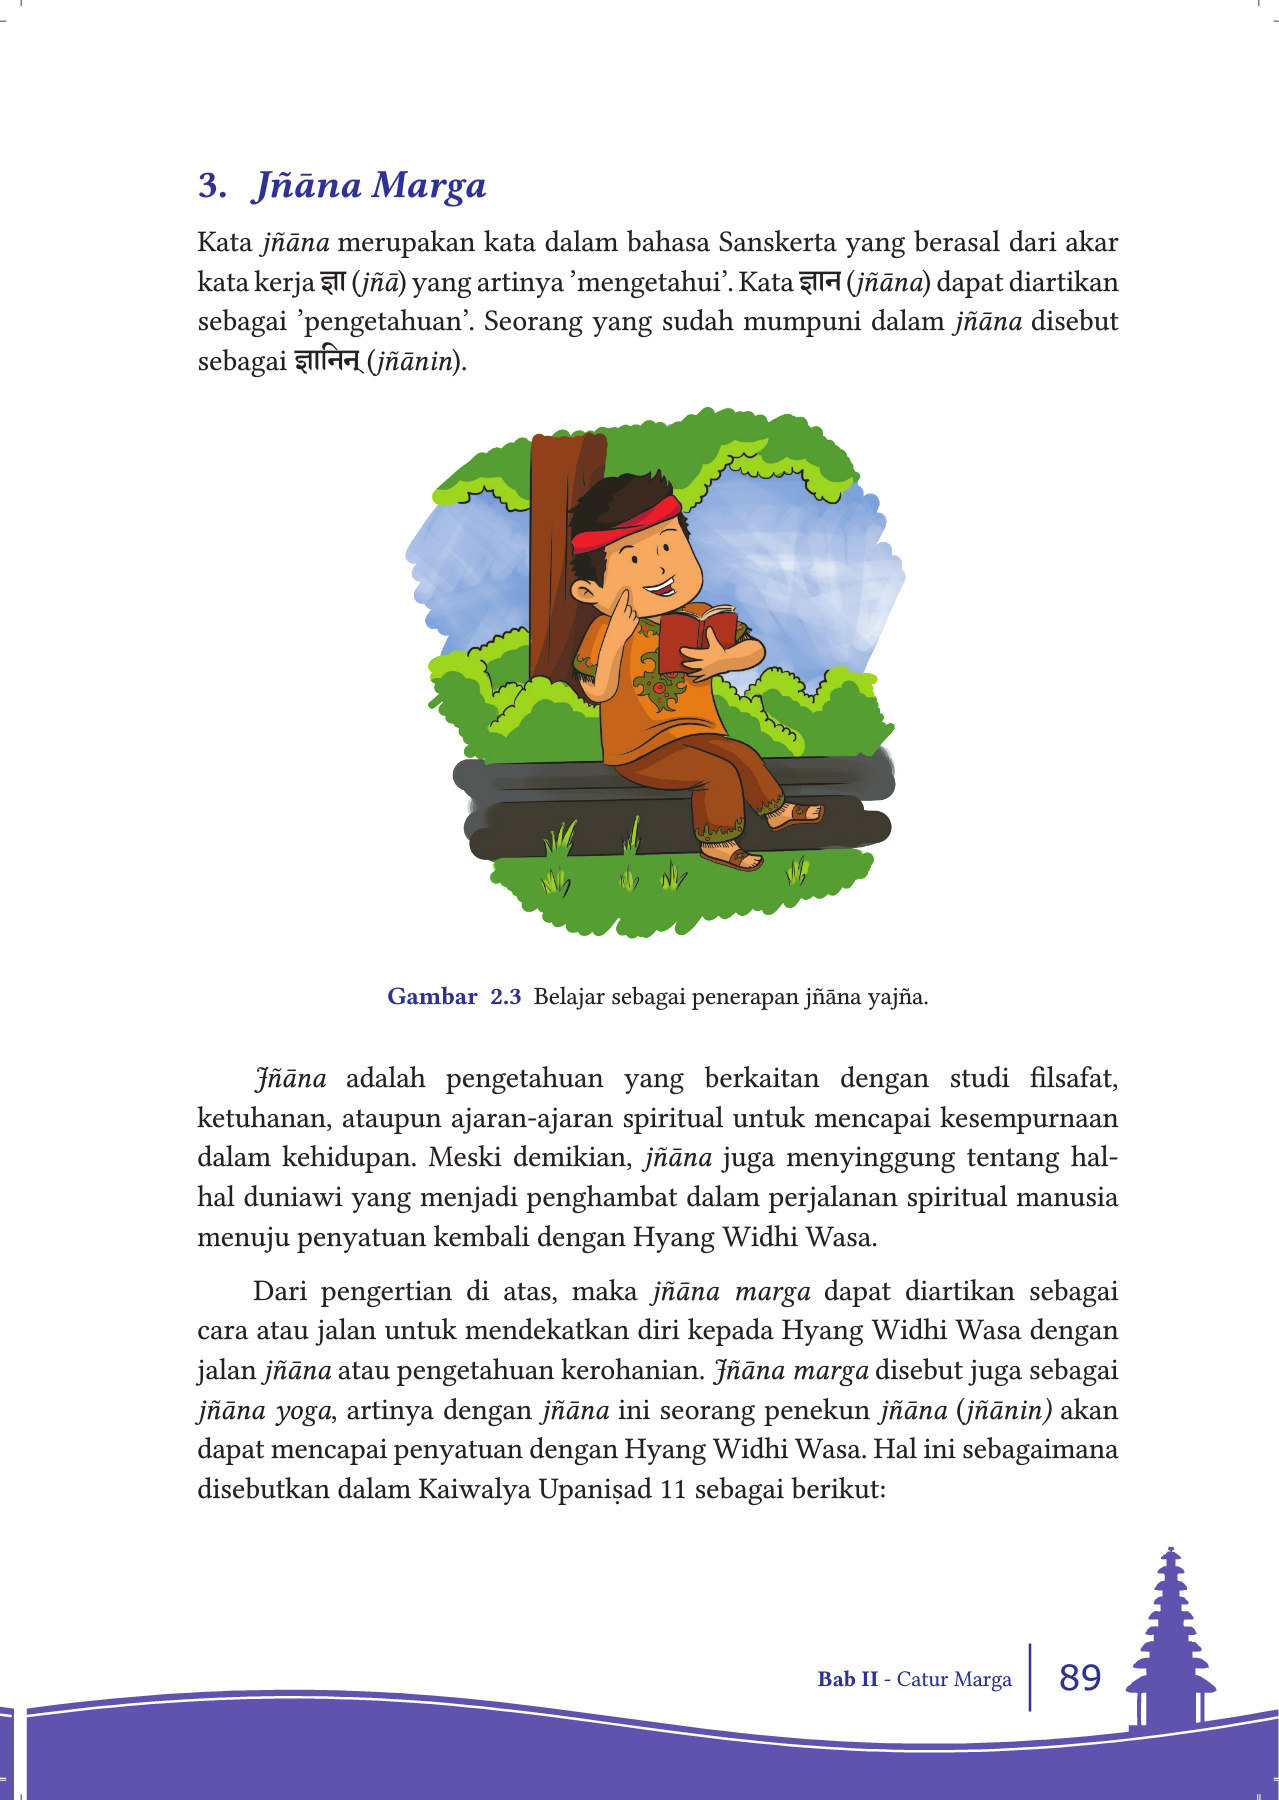 3. Jñāna Marga
Kata jñāna merupakan kata dalam bahasa Sanskerta yang berasal dari akar
kata kerja ज्ञा (jñā) yang artinya ’mengetahui’. Kata ज्ञान (jñāna) dapat diartikan
sebagai ’pengetahuan’. Seorang yang sudah mumpuni dalam jñāna disebut
sebagai ज्ञानिन् (jñānin).
Gambar 2.3 Belajar sebagai penerapan jñāna yajña.
Jñāna adalah pengetahuan yang berkaitan dengan studi filsafat,
ketuhanan, ataupun ajaran-ajaran spiritual untuk mencapai kesempurnaan
dalam kehidupan. Meski demikian, jñāna juga menyinggung tentang hal-
hal duniawi yang menjadi penghambat dalam perjalanan spiritual manusia
menuju penyatuan kembali dengan Hyang Widhi Wasa.
Dari pengertian di atas, maka jñāna marga dapat diartikan sebagai
cara atau jalan untuk mendekatkan diri kepada Hyang Widhi Wasa dengan
jalan jñāna atau pengetahuan kerohanian. Jñāna marga disebut juga sebagai
jñāna yoga, artinya dengan jñāna ini seorang penekun jñāna (jñānin) akan
dapat mencapai penyatuan dengan Hyang Widhi Wasa. Hal ini sebagaimana
disebutkan dalam Kaiwalya Upaniṣad 11 sebagai berikut:
Bab II - Catur Marga 89